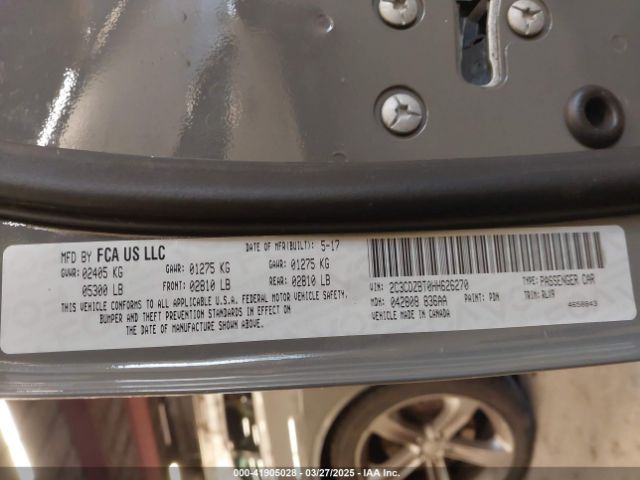 MFD BY FCA US LLC
DATE OF MFR(BUILT): 5-17
GVWR: 02405 KG GAWR: 01275 KG GAWR: 01275 KG
05300 LB FRONT: 02810 LB REAR: 02810 LB
THIS VEHICLE CONFORMS TO ALL APPLICABLE U.S.A. FEDERAL MOTOR VEHICLE SAFETY,
BUMPER AND THEFT PREVENTION STANDARDS IN EFFECT ON
THE DATE OF MANUFACTURE SHOWN ABOVE.
VIN: 2C3CDZBT0HH626270 TYPE: PASSENGER CAR
MDH: 042808 836AA PAINT: PDN TRIM: ALX9
VEHICLE MADE IN CANADA 4658643
000-41905028 - 03/27/2025 - IAA Inc.